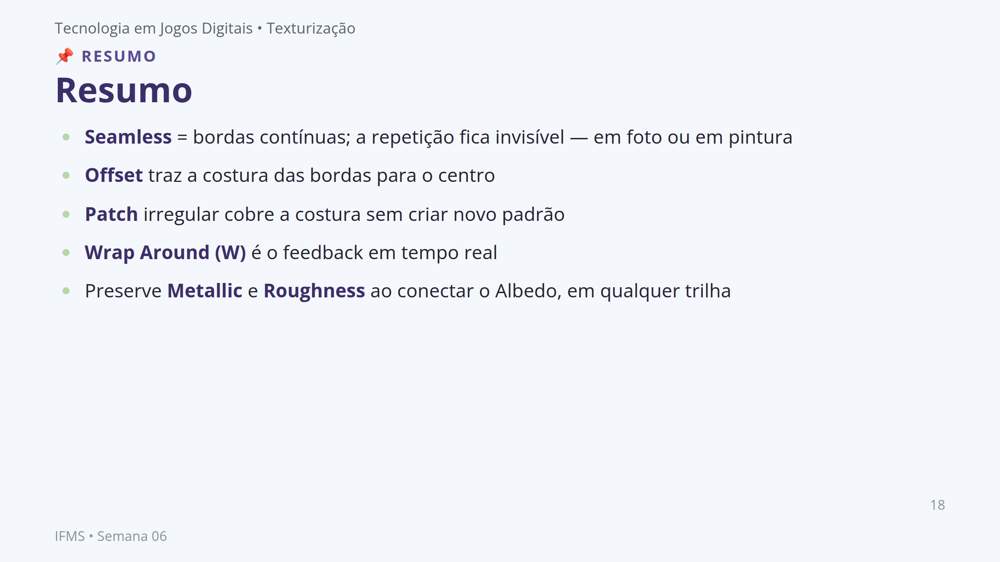 Tecnologia em Jogos Digitais • Texturização
📌 RESUMO
Resumo
• Seamless = bordas contínuas; a repetição fica invisível — em foto ou em pintura
• Offset traz a costura das bordas para o centro
• Patch irregular cobre a costura sem criar novo padrão
• Wrap Around (W) é o feedback em tempo real
• Preserve Metallic e Roughness ao conectar o Albedo, em qualquer trilha
18
IFMS • Semana 06